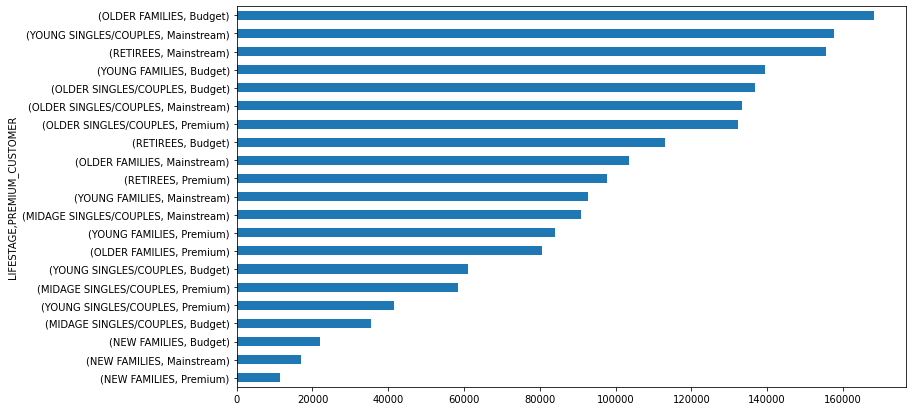 (OLDER FAMILIES, Budget)
(YOUNG SINGLES/COUPLES, Mainstream)
(RETIREES, Mainstream)
(YOUNG FAMILIES, Budget)
(OLDER SINGLES/COUPLES, Budget)
(OLDER SINGLES/COUPLES, Mainstream)
(OLDER SINGLES/COUPLES, Premium)
(RETIREES, Budget)
(OLDER FAMILIES, Mainstream)
(RETIREES, Premium)
(YOUNG FAMILIES, Mainstream)
(MIDAGE SINGLES/COUPLES, Mainstream)
(YOUNG FAMILIES, Premium)
(OLDER FAMILIES, Premium)
(YOUNG SINGLES/COUPLES, Budget)
(MIDAGE SINGLES/COUPLES, Premium)
(YOUNG SINGLES/COUPLES, Premium)
(MIDAGE SINGLES/COUPLES, Budget)
(NEW FAMILIES, Budget)
(NEW FAMILIES, Mainstream)
(NEW FAMILIES, Premium)
LIFESTAGE,PREMIUM_CUSTOMER
0 20000 40000 60000 80000 100000 120000 140000 160000